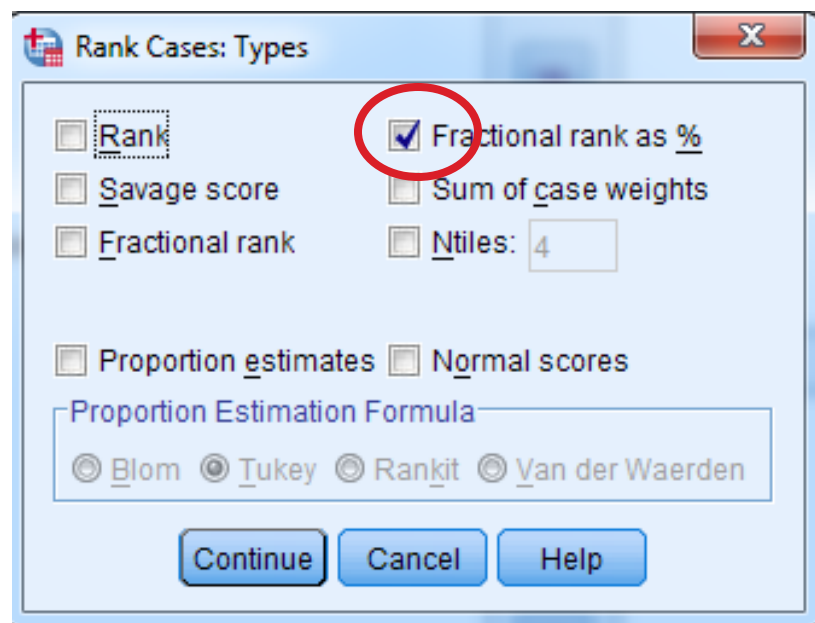 Rank Cases: Types
Rank
Fractional rank as %
Savage score
Sum of case weights
Fractional rank
Ntiles: 4
Proportion estimates
Normal scores
Proportion Estimation Formula
Blom Tukey Rankit Van der Waerden
Continue Cancel Help